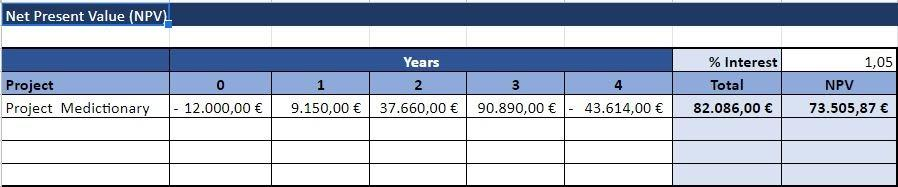 Net Present Value (NPV)
Years % Interest 1,05
Project 0 1 2 3 4 Total NPV
Project Medictionary - 12.000,00 € 9.150,00 € 37.660,00 € 90.890,00 € - 43.614,00 € 82.086,00 € 73.505,87 €